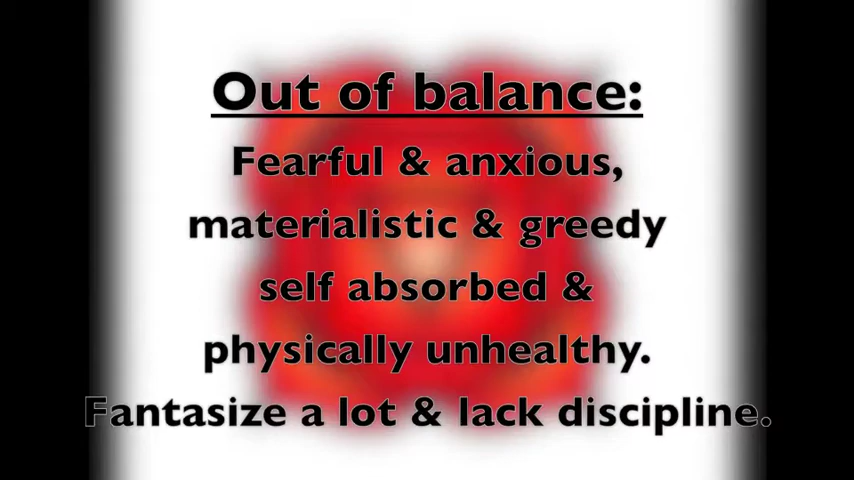 Out of balance:
Fearful & anxious,
materialistic & greedy
self absorbed &
physically unhealthy.
Fantasize a lot & lack discipline.